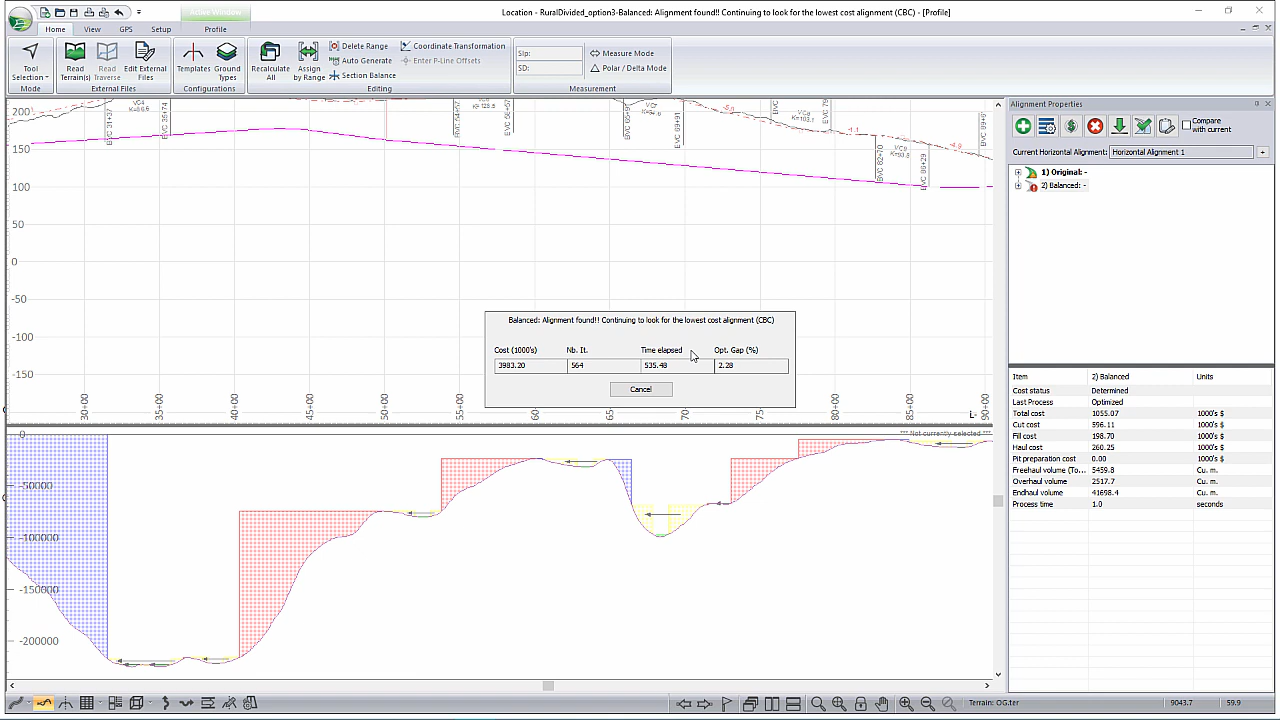 Location - RuralDivided_option3-Balanced: Alignment found!! Continuing to look for the lowest cost alignment (CBC) - [Profile]
Active Window
Home View GPS Setup Profile
Tool Selection
Read Terrain(s)
Read Traverse
Edit External Files
Templates
Ground Types
Recalculate All
Assign by Range
Delete Range
Auto Generate
Section Balance
Coordinate Transformation
Enter P-Line Offsets
Slp:
SD:
Measure Mode
Polar / Delta Mode
Mode External Files Configurations Editing Measurement
200
150
100
50
0
-50
-100
-150
30+00 35+00 40+00 45+00 50+00 55+00 60+00 65+00 70+00 75+00 80+00 85+00 90+00
L-
Balanced: Alignment found!! Continuing to look for the lowest cost alignment (CBC)
Cost (1000's) Nb. It. Time elapsed Opt. Gap (%)
3983.20 564 535.48 2.28
Cancel
*** Not currently selected ***
0
-50000
-100000
-150000
-200000
Alignment Properties
Compare with current
Current Horizontal Alignment: Horizontal Alignment 1
1) Original: -
2) Balanced: -
Item 2) Balanced Units
Cost status Determined
Last Process Optimized
Total cost 1055.07 1000's $
Cut cost 596.11 1000's $
Fill cost 198.70 1000's $
Haul cost 260.25 1000's $
Pit preparation cost 0.00 1000's $
Freehaul volume (To... 5459.8 Cu. m.
Overhaul volume 2517.7 Cu. m.
Endhaul volume 41698.4 Cu. m.
Process time 1.0 seconds
Terrain: OG.ter 9043.7 59.9